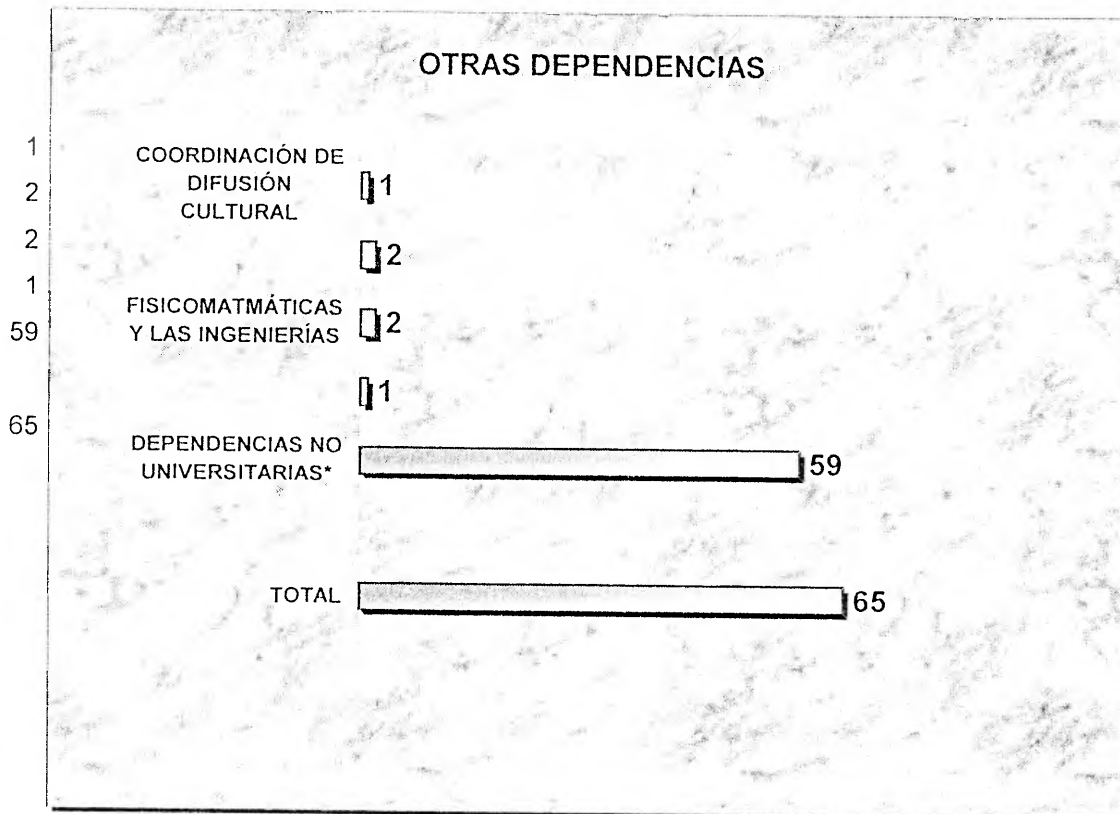 OTRAS DEPENDENCIAS
1
2
2
1
59
65
COORDINACIÓN DE
DIFUSIÓN
CULTURAL
1
2
FISICOMATMÁTICAS
Y LAS INGENIERÍAS
2
1
DEPENDENCIAS NO
UNIVERSITARIAS*
59
TOTAL
65